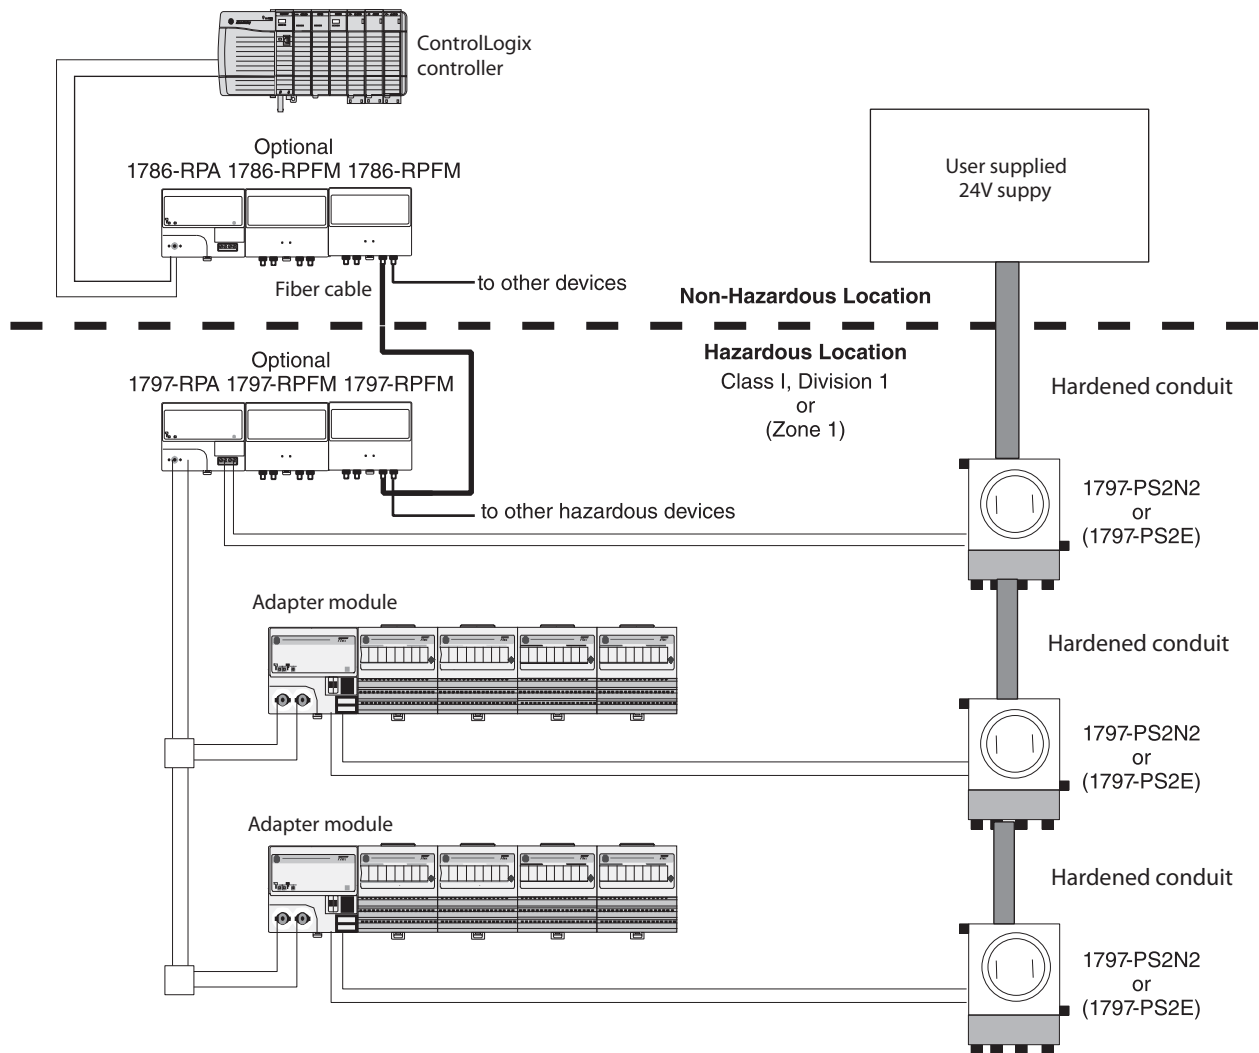 ControlLogix
controller
Optional
1786-RPA 1786-RPFM 1786-RPFM
User supplied
24V suppy
Fiber cable
to other devices
Non-Hazardous Location
Hazardous Location
Class I, Division 1
or
(Zone 1)
Optional
1797-RPA 1797-RPFM 1797-RPFM
Hardened conduit
1797-PS2N2
or
(1797-PS2E)
to other hazardous devices
Adapter module
Hardened conduit
1797-PS2N2
or
(1797-PS2E)
Adapter module
Hardened conduit
1797-PS2N2
or
(1797-PS2E)